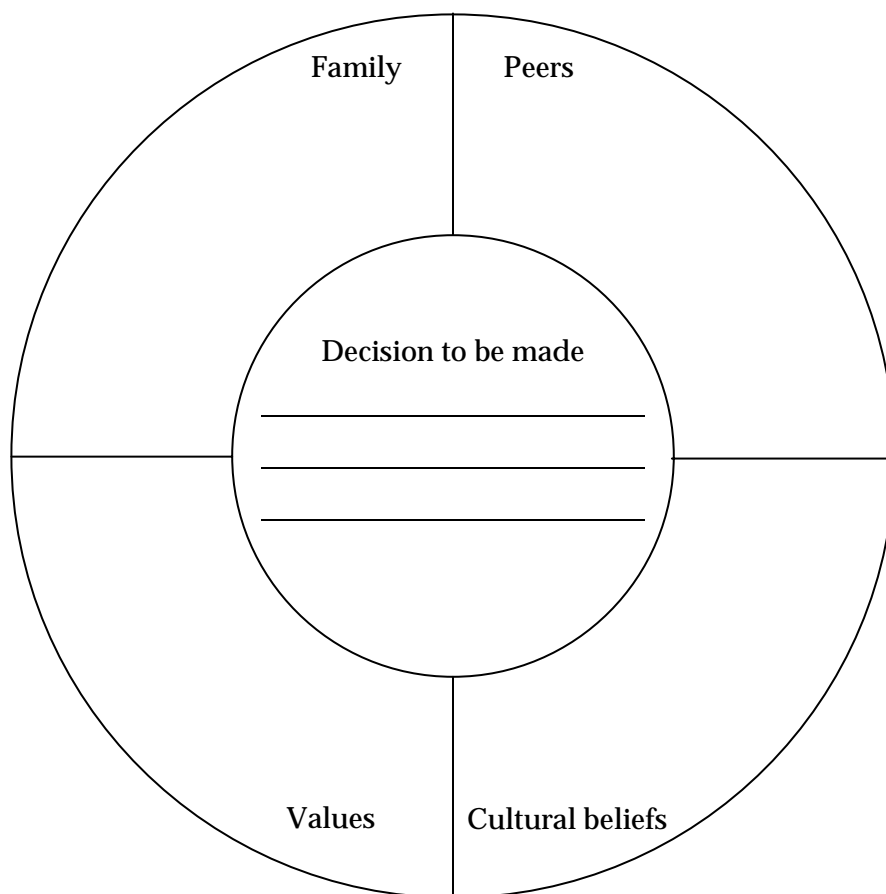 Family
Peers
Decision to be made
Values
Cultural beliefs